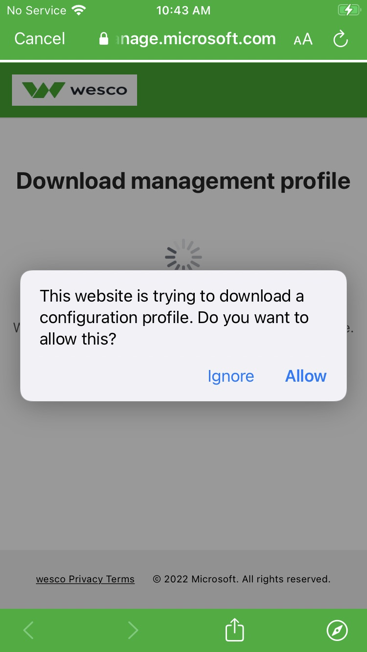 No Service 10:43 AM
Cancel nage.microsoft.com AA
wesco
Download management profile
This website is trying to download a
configuration profile. Do you want to
allow this?
Ignore Allow
wesco Privacy Terms © 2022 Microsoft. All rights reserved.